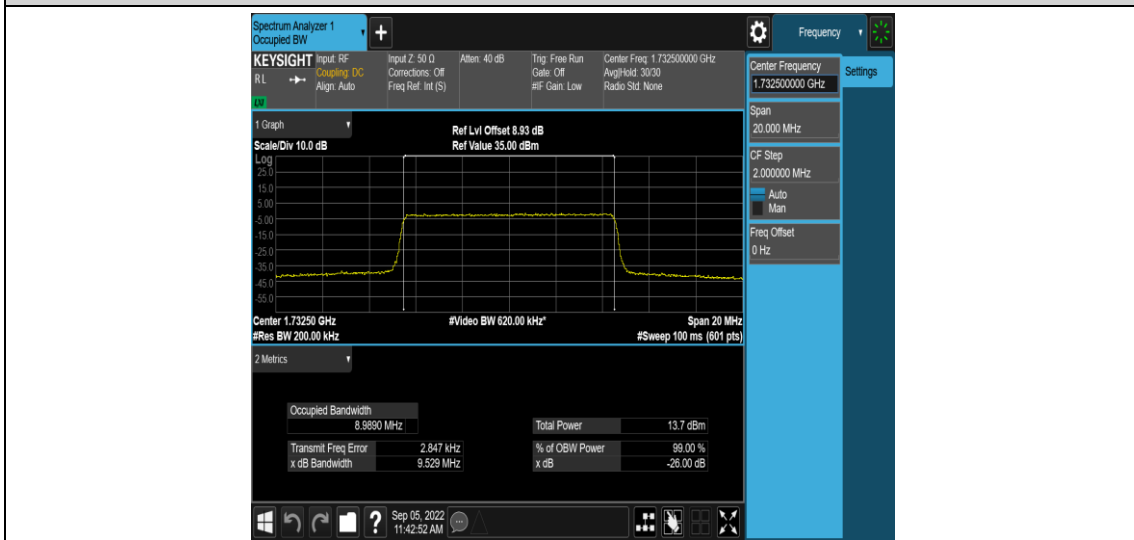 Spectrum Analyzer 1
Occupied BW
Frequency
KEYSIGHT
RL
LNI
Input: RF
Coupling: DC
Align: Auto
Input Z: 50 Ω
Corrections: Off
Freq Ref: Int (S)
Atten: 40 dB
Trig: Free Run
Gate: Off
#IF Gain: Low
Center Freq: 1.732500000 GHz
Avg|Hold: 30/30
Radio Std: None
1 Graph
Scale/Div 10.0 dB
Ref Lvl Offset 8.93 dB
Ref Value 35.00 dBm
Log
25.0
15.0
5.00
-5.00
-15.0
-25.0
-35.0
-45.0
-55.0
Center 1.73250 GHz
#Video BW 620.00 kHz*
Span 20 MHz
#Res BW 200.00 kHz
#Sweep 100 ms (601 pts)
2 Metrics
Occupied Bandwidth
8.9890 MHz
Total Power 13.7 dBm
Transmit Freq Error 2.847 kHz
% of OBW Power 99.00 %
x dB Bandwidth 9.529 MHz
x dB -26.00 dB
Center Frequency
1.732500000 GHz
Settings
Span
20.000 MHz
CF Step
2.000000 MHz
Auto
Man
Freq Offset
0 Hz
?
Sep 05, 2022
11:42:52 AM